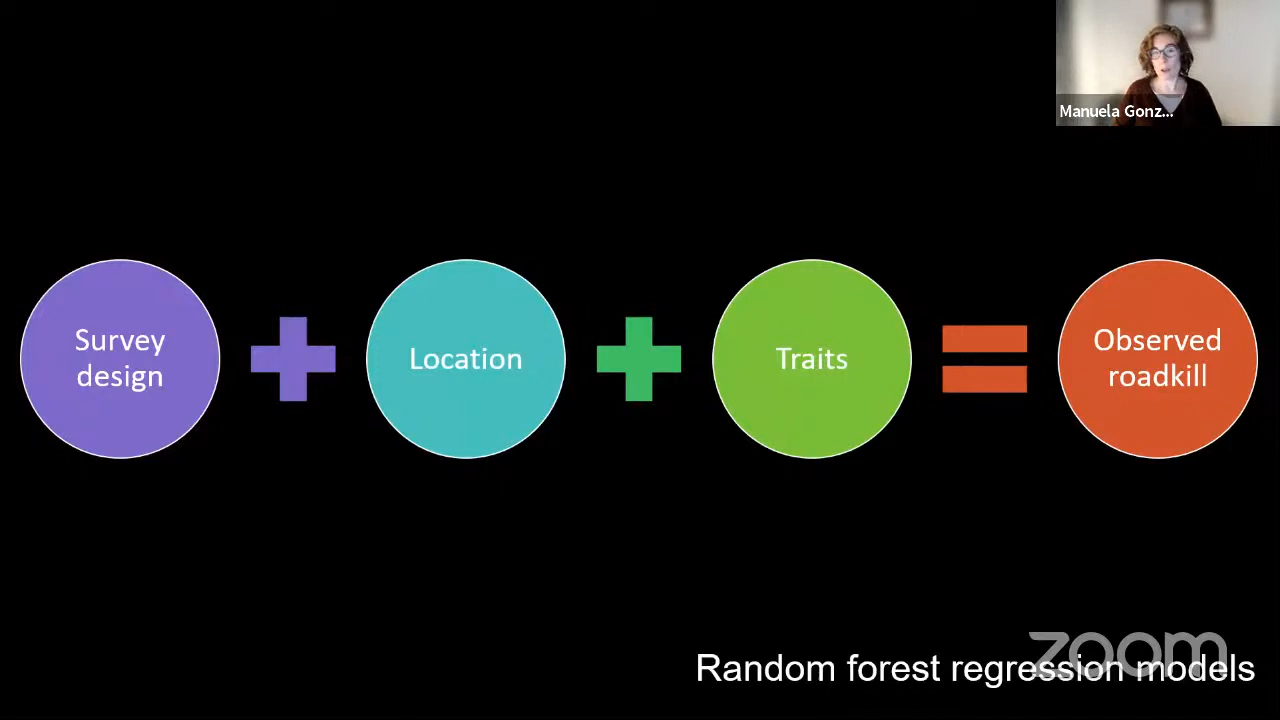 Manuela Gonz...
Survey
design
Location
Traits
Observed
roadkill
zoom
Random forest regression models